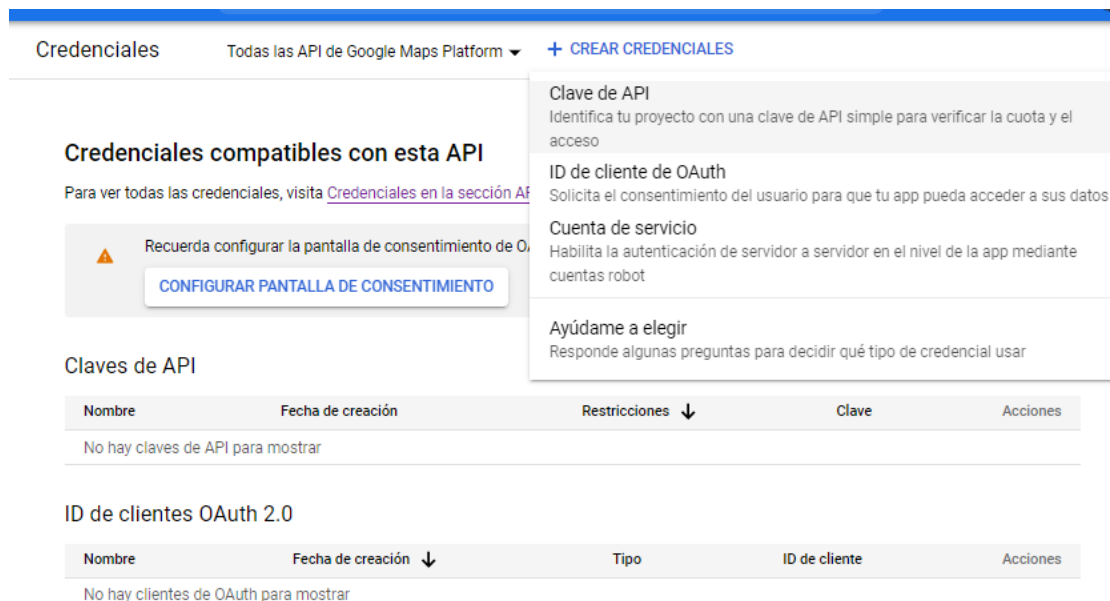 Credenciales
Todas las API de Google Maps Platform
+ CREAR CREDENCIALES
Clave de API
Identifica tu proyecto con una clave de API simple para verificar la cuota y el
acceso
ID de cliente de OAuth
Solicita el consentimiento del usuario para que tu app pueda acceder a sus datos
Cuenta de servicio
Habilita la autenticación de servidor a servidor en el nivel de la app mediante
cuentas robot
Ayúdame a elegir
Responde algunas preguntas para decidir qué tipo de credencial usar
Credenciales compatibles con esta API
Para ver todas las credenciales, visita Credenciales en la sección
Recuerda configurar la pantalla de consentimiento de
CONFIGURAR PANTALLA DE CONSENTIMIENTO
Claves de API
Nombre Fecha de creación Restricciones Clave Acciones
No hay claves de API para mostrar
ID de clientes OAuth 2.0
Nombre Fecha de creación Tipo ID de cliente Acciones
No hay clientes de OAuth para mostrar